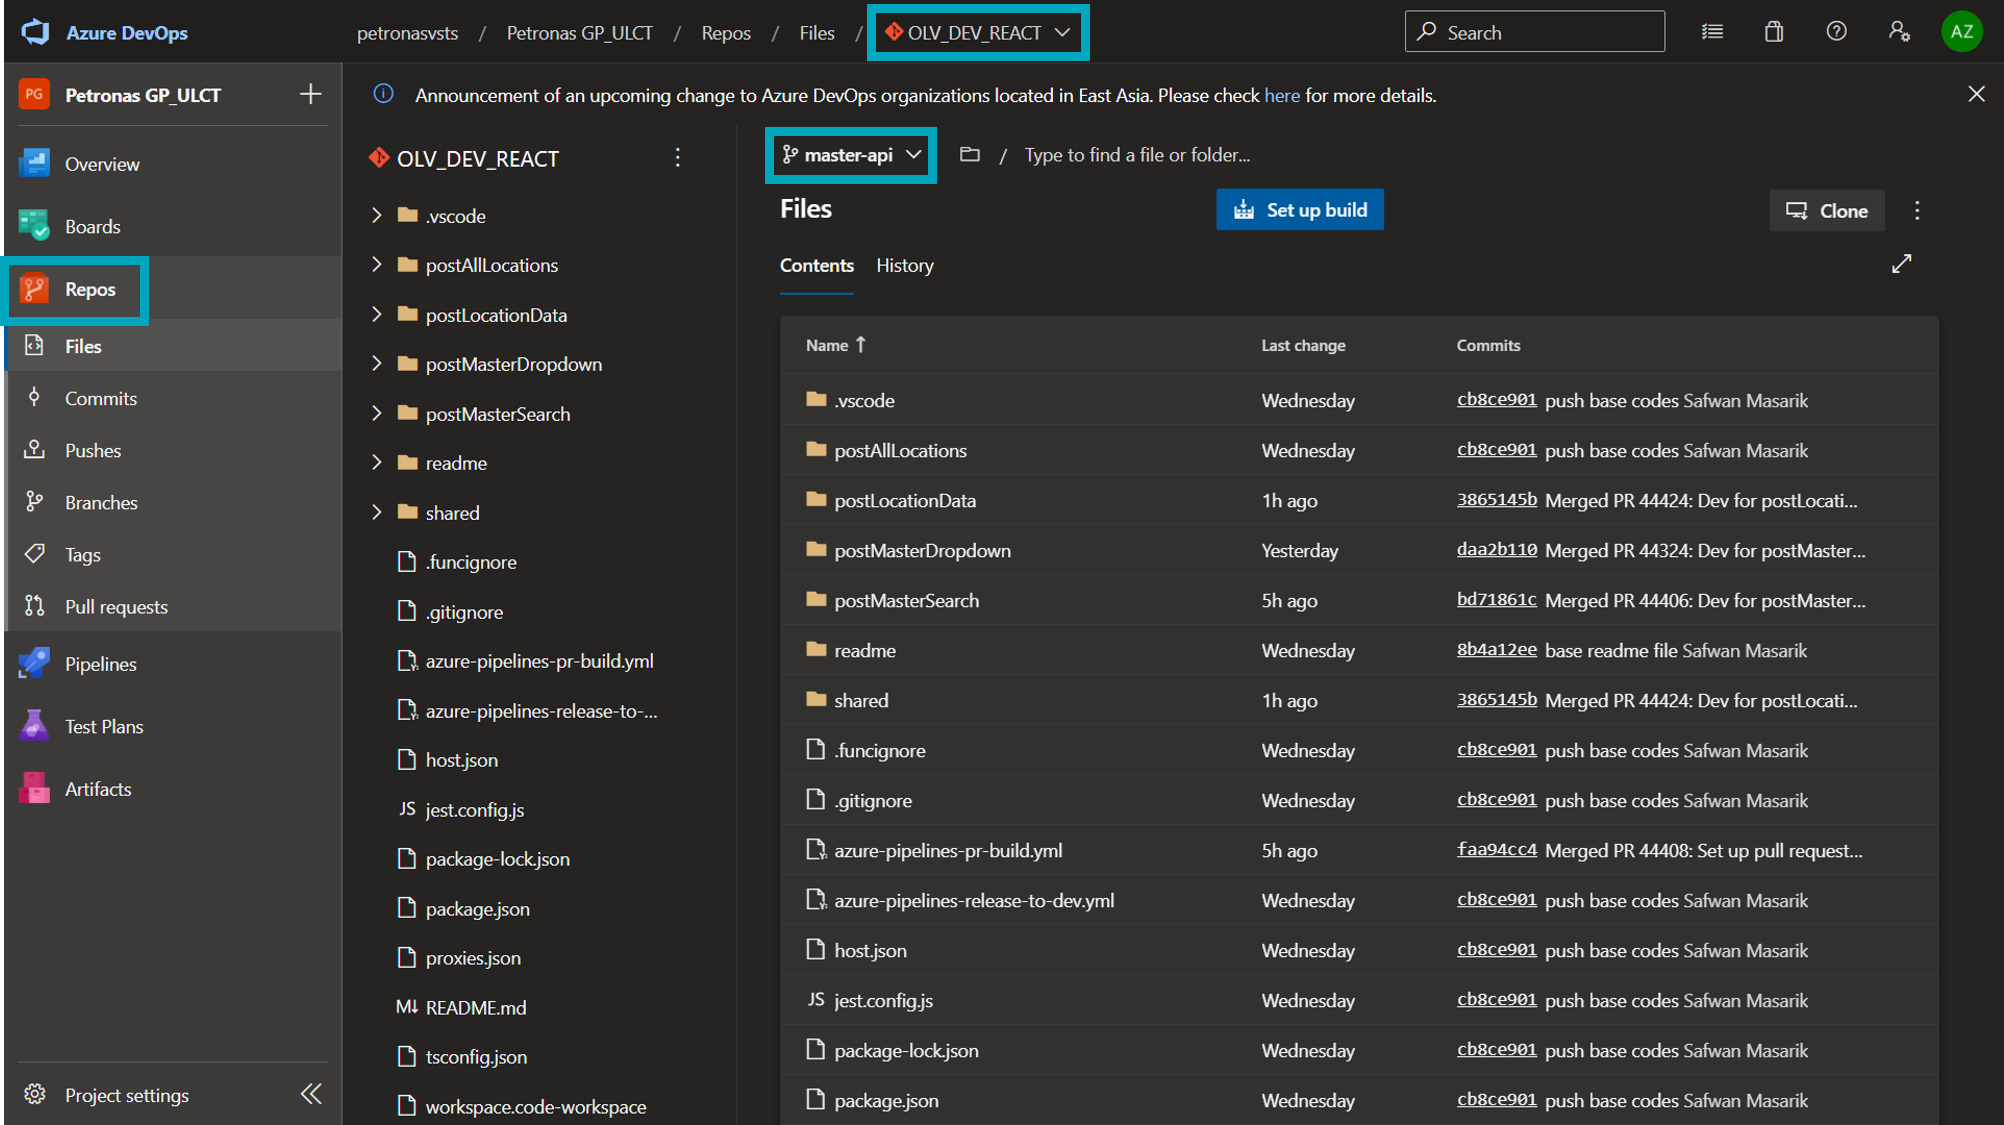 Azure DevOps
petronasvsts / Petronas GP_ULCT / Repos / Files / OLV_DEV_REACT
Search
AZ
PG Petronas GP_ULCT
Overview
Boards
Repos
Files
Commits
Pushes
Branches
Tags
Pull requests
Pipelines
Test Plans
Artifacts
Project settings
Announcement of an upcoming change to Azure DevOps organizations located in East Asia. Please check here for more details.
OLV_DEV_REACT
.vscode
postAllLocations
postLocationData
postMasterDropdown
postMasterSearch
readme
shared
.funcignore
.gitignore
azure-pipelines-pr-build.yml
azure-pipelines-release-to-...
host.json
JS jest.config.js
package-lock.json
package.json
proxies.json
M↓ README.md
tsconfig.json
workspace.code-workspace
master-api / Type to find a file or folder...
Files
Set up build
Clone
Contents History
Name ↑ Last change Commits
.vscode Wednesday cb8ce901 push base codes Safwan Masarik
postAllLocations Wednesday cb8ce901 push base codes Safwan Masarik
postLocationData 1h ago 3865145b Merged PR 44424: Dev for postLocati...
postMasterDropdown Yesterday daa2b110 Merged PR 44324: Dev for postMaster...
postMasterSearch 5h ago bd71861c Merged PR 44406: Dev for postMaster...
readme Wednesday 8b4a12ee base readme file Safwan Masarik
shared 1h ago 3865145b Merged PR 44424: Dev for postLocati...
.funcignore Wednesday cb8ce901 push base codes Safwan Masarik
.gitignore Wednesday cb8ce901 push base codes Safwan Masarik
azure-pipelines-pr-build.yml 5h ago faa94cc4 Merged PR 44408: Set up pull request...
azure-pipelines-release-to-dev.yml Wednesday cb8ce901 push base codes Safwan Masarik
host.json Wednesday cb8ce901 push base codes Safwan Masarik
JS jest.config.js Wednesday cb8ce901 push base codes Safwan Masarik
package-lock.json Wednesday cb8ce901 push base codes Safwan Masarik
package.json Wednesday cb8ce901 push base codes Safwan Masarik